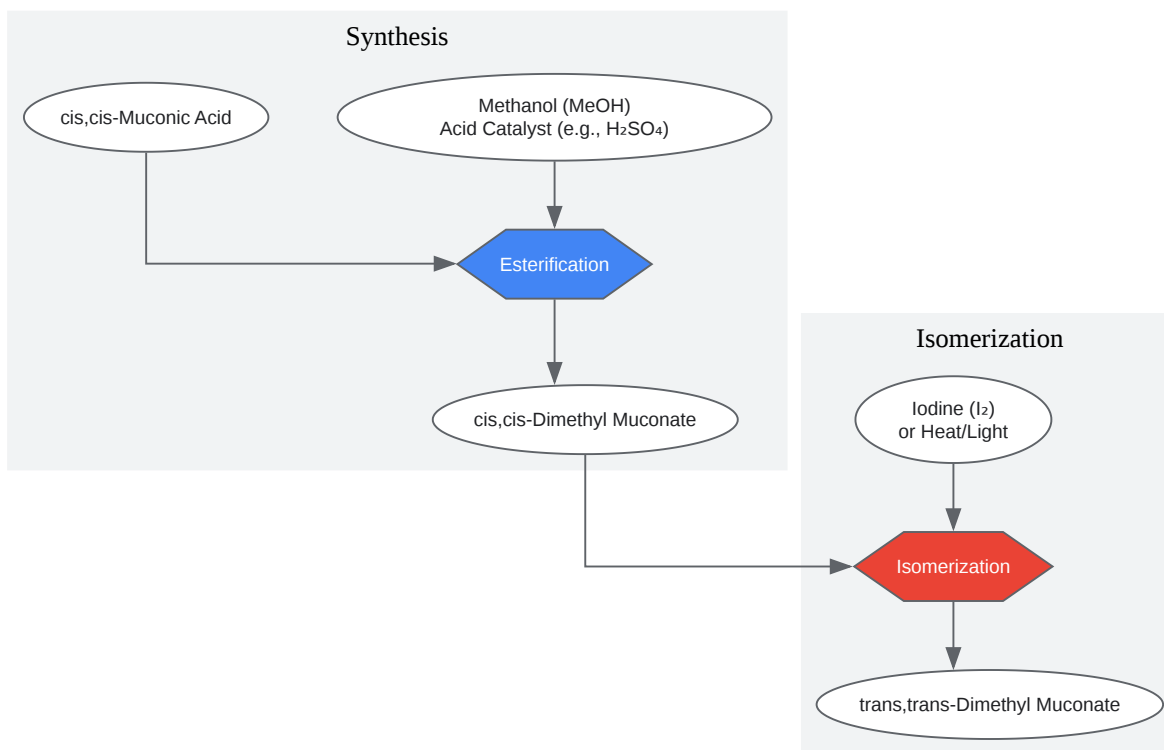 Synthesis
cis,cis-Muconic Acid
Methanol (MeOH)
Acid Catalyst (e.g., H₂SO₄)
Esterification
cis,cis-Dimethyl Muconate
Isomerization
Iodine (I₂)
or Heat/Light
Isomerization
trans,trans-Dimethyl Muconate